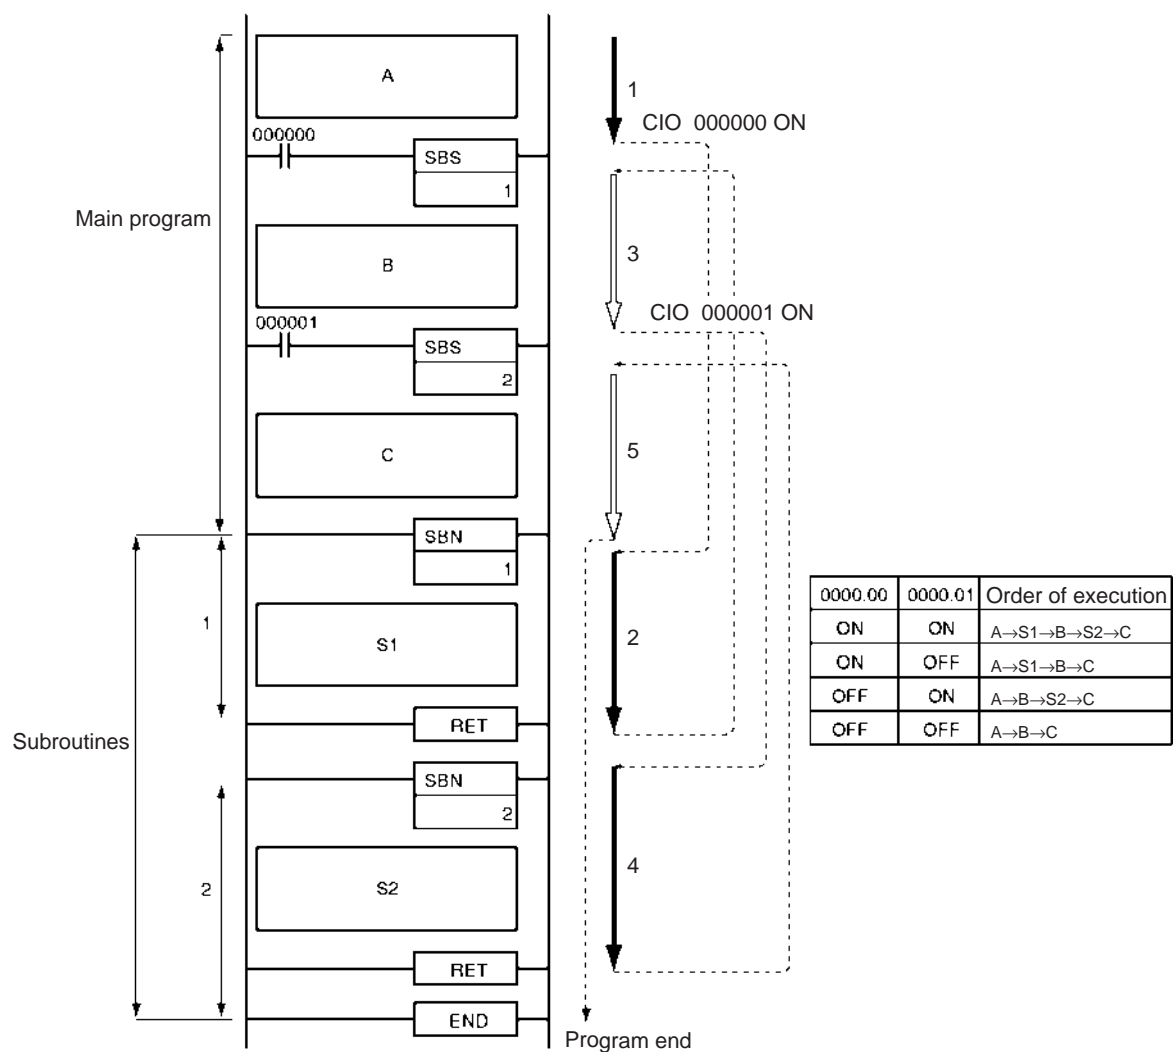 A
1
CIO 000000 ON
000000
SBS
1
Main program
3
B
CIO 000001 ON
000001
SBS
2
5
C
SBN
1
0000.00 0000.01 Order of execution
ON ON A→S1→B→S2→C
ON OFF A→S1→B→C
OFF ON A→B→S2→C
OFF OFF A→B→C
1
S1
2
RET
Subroutines
SBN
2
4
2
S2
RET
END
Program end